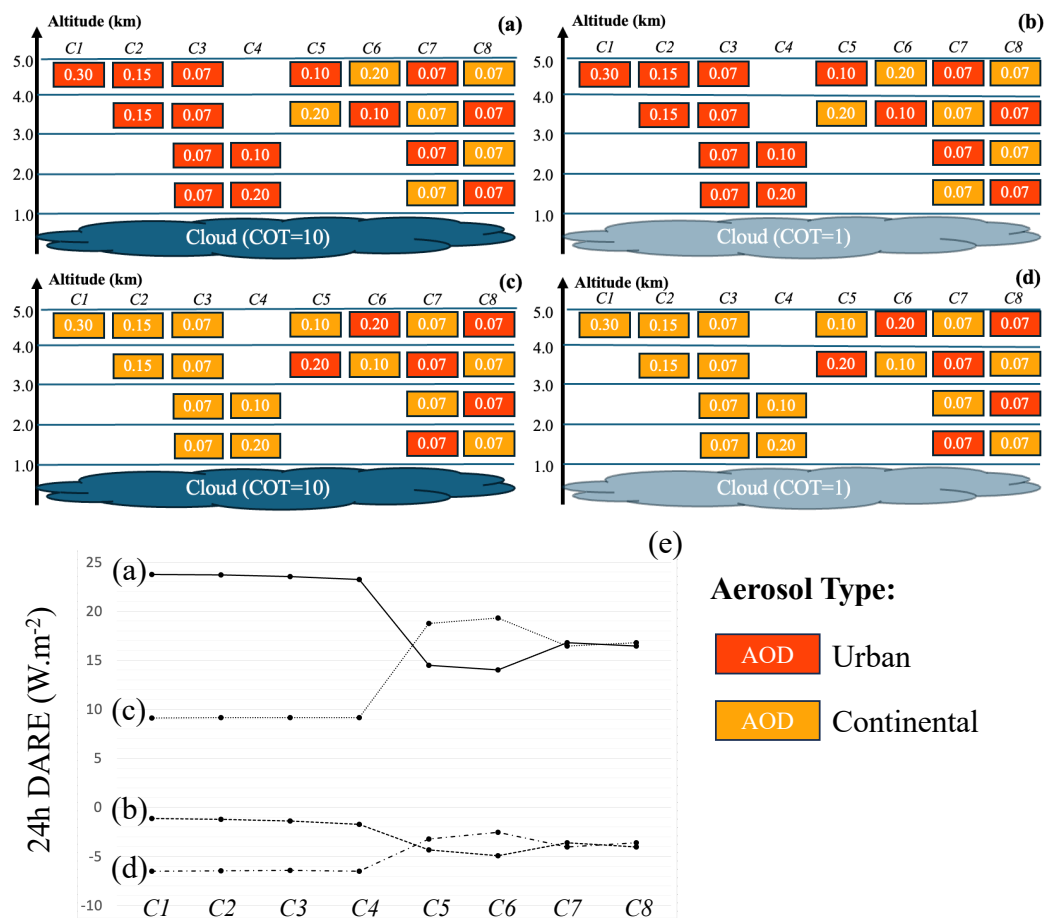 Altitude (km) (a)
C1 C2 C3 C4 C5 C6 C7 C8
5.0
0.30 0.15 0.07 0.10 0.20 0.07 0.07
4.0
0.15 0.07 0.20 0.10 0.07 0.07
3.0
0.07 0.10 0.07 0.07
2.0
0.07 0.20 0.07 0.07
1.0
Cloud (COT=10)
Altitude (km) (b)
C1 C2 C3 C4 C5 C6 C7 C8
5.0
0.30 0.15 0.07 0.10 0.20 0.07 0.07
4.0
0.15 0.07 0.20 0.10 0.07 0.07
3.0
0.07 0.10 0.07 0.07
2.0
0.07 0.20 0.07 0.07
1.0
Cloud (COT=1)
Altitude (km) (c)
C1 C2 C3 C4 C5 C6 C7 C8
5.0
0.30 0.15 0.07 0.10 0.20 0.07 0.07
4.0
0.15 0.07 0.20 0.10 0.07 0.07
3.0
0.07 0.10 0.07 0.07
2.0
0.07 0.20 0.07 0.07
1.0
Cloud (COT=10)
Altitude (km) (d)
C1 C2 C3 C4 C5 C6 C7 C8
5.0
0.30 0.15 0.07 0.10 0.20 0.07 0.07
4.0
0.15 0.07 0.20 0.10 0.07 0.07
3.0
0.07 0.10 0.07 0.07
2.0
0.07 0.20 0.07 0.07
1.0
Cloud (COT=1)
(e)
24h DARE (W.m⁻²)
25
20
15
10
5
0
-5
-10
(a)
(c)
(b)
(d)
C1 C2 C3 C4 C5 C6 C7 C8
Aerosol Type:
AOD Urban
AOD Continental